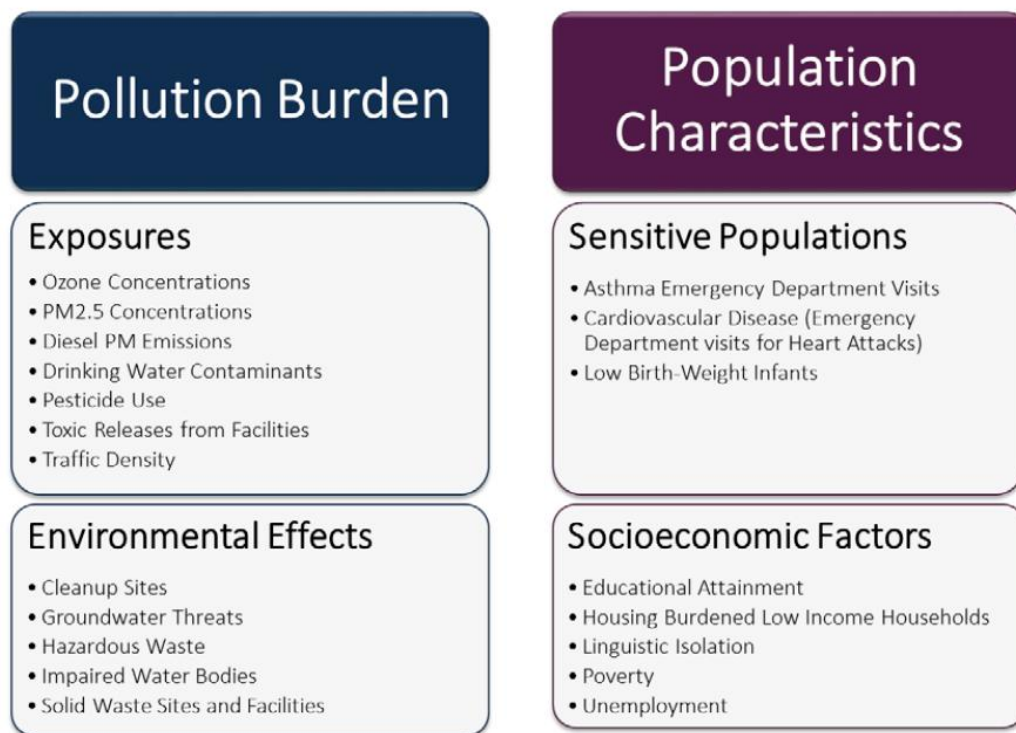 Pollution Burden
Exposures
• Ozone Concentrations
• PM2.5 Concentrations
• Diesel PM Emissions
• Drinking Water Contaminants
• Pesticide Use
• Toxic Releases from Facilities
• Traffic Density
Environmental Effects
• Cleanup Sites
• Groundwater Threats
• Hazardous Waste
• Impaired Water Bodies
• Solid Waste Sites and Facilities
Population
Characteristics
Sensitive Populations
• Asthma Emergency Department Visits
• Cardiovascular Disease (Emergency
Department visits for Heart Attacks)
• Low Birth-Weight Infants
Socioeconomic Factors
• Educational Attainment
• Housing Burdened Low Income Households
• Linguistic Isolation
• Poverty
• Unemployment